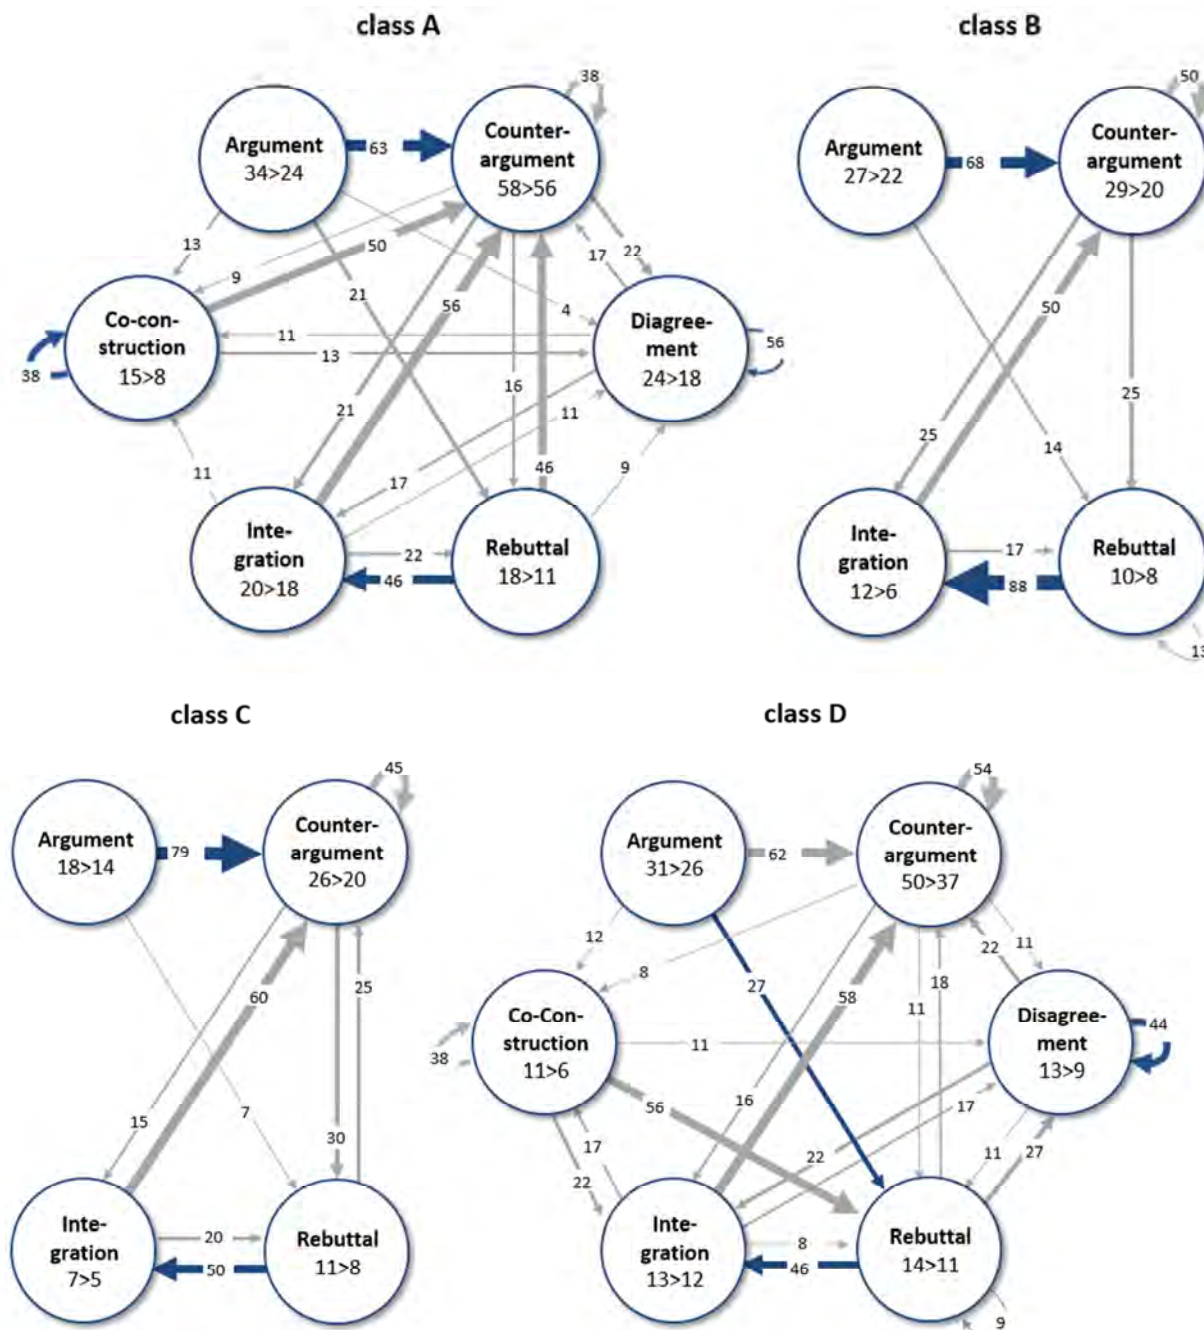 class A
class B
38
50
Argument
34>24
63
Counter-
argument
58>56
Argument
27>22
68
Counter-
argument
29>20
13
9
50
22
17
21
4
56
Co-con-
struction
15>8
38
11
13
Diagree-
ment
24>18
56
50
16
25
21
11
25
14
11
17
46
9
Inte-
gration
20>18
22
46
Rebuttal
18>11
Inte-
gration
12>6
17
88
Rebuttal
10>8
13
class C
class D
45
54
Argument
18>14
79
Counter-
argument
26>20
Argument
31>26
62
Counter-
argument
50>37
12
8
11
22
25
27
18
58
11
60
Co-Con-
struction
11>6
38
11
Disagree-
ment
13>9
44
15
7
30
56
16
17
17
22
22
11
27
Inte-
gration
7>5
20
50
Rebuttal
11>8
Inte-
gration
13>12
8
46
Rebuttal
14>11
9